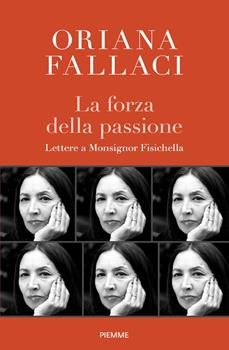 ORIANA
FALLACI
La forza
della passione
Lettere a Monsignor Fisichella
PIEMME